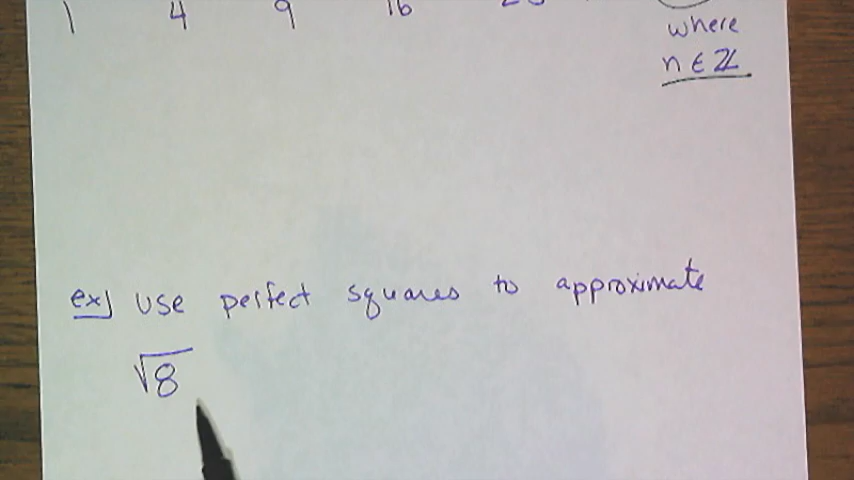 1 4 9 16
where
n ∈ ℤ
ex] use perfect squares to approximate
√8